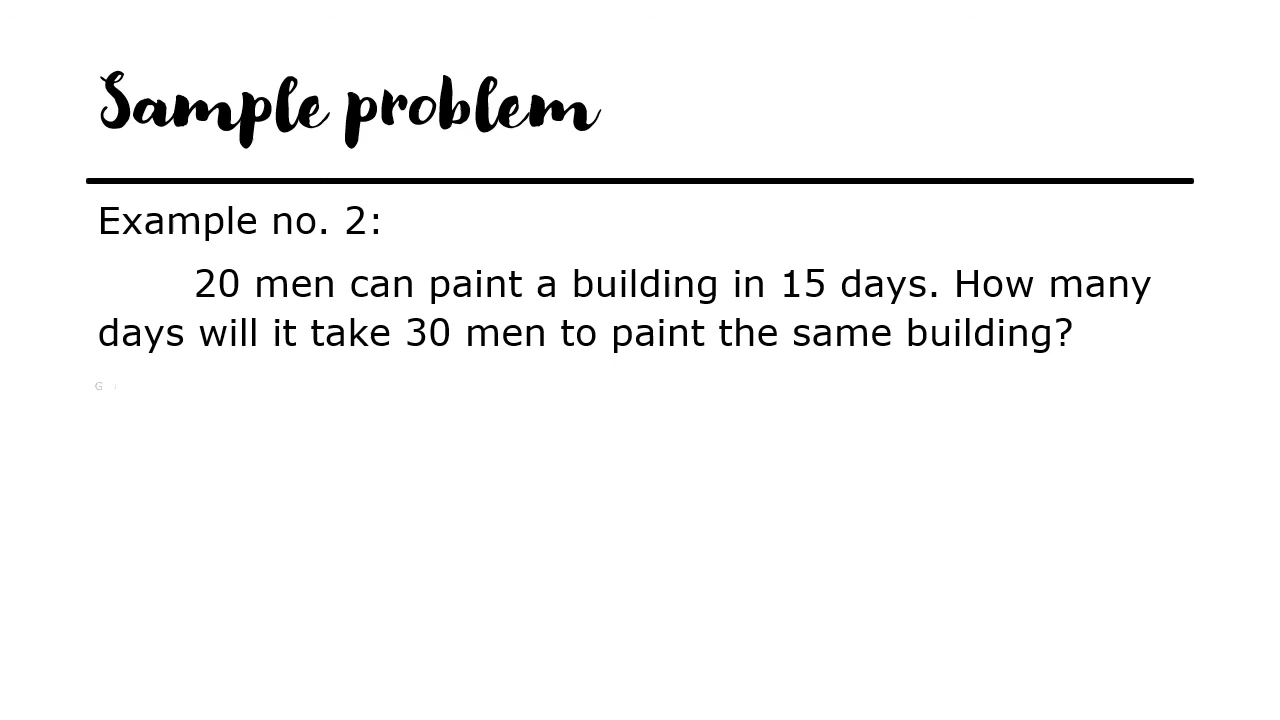 Sample problem
Example no. 2:
20 men can paint a building in 15 days. How many
days will it take 30 men to paint the same building?
G